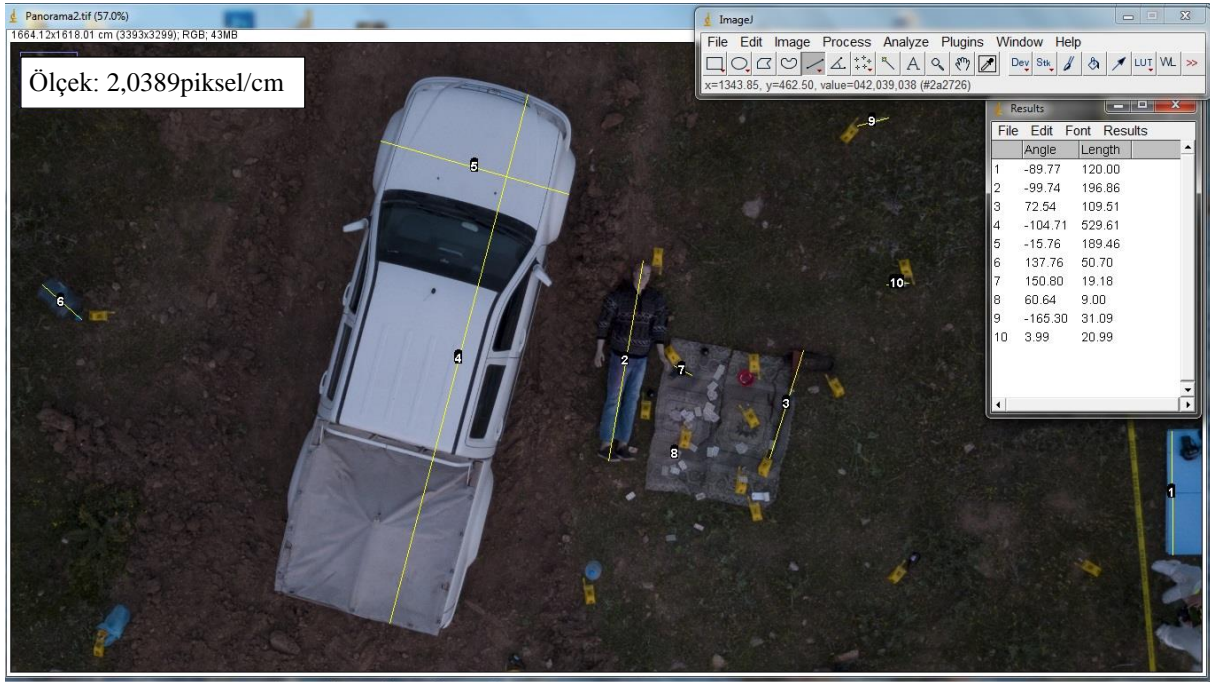 Panorama2.tif (57.0%)
1664.12x1618.01 cm (3393x3299); RGB; 43MB
Ölçek: 2,0389piksel/cm
ImageJ
File Edit Image Process Analyze Plugins Window Help
A Dev Stk LUT >>
x=1343.85, y=462.50, value=042,039,038 (#2a2726)
Results
File Edit Font Results
Angle Length
1 -89.77 120.00
2 -99.74 196.86
3 72.54 109.51
4 -104.71 529.61
5 -15.76 189.46
6 137.76 50.70
7 150.80 19.18
8 60.64 9.00
9 -165.30 31.09
10 3.99 20.99
9
5
10
6
4
2
7
3
8
1